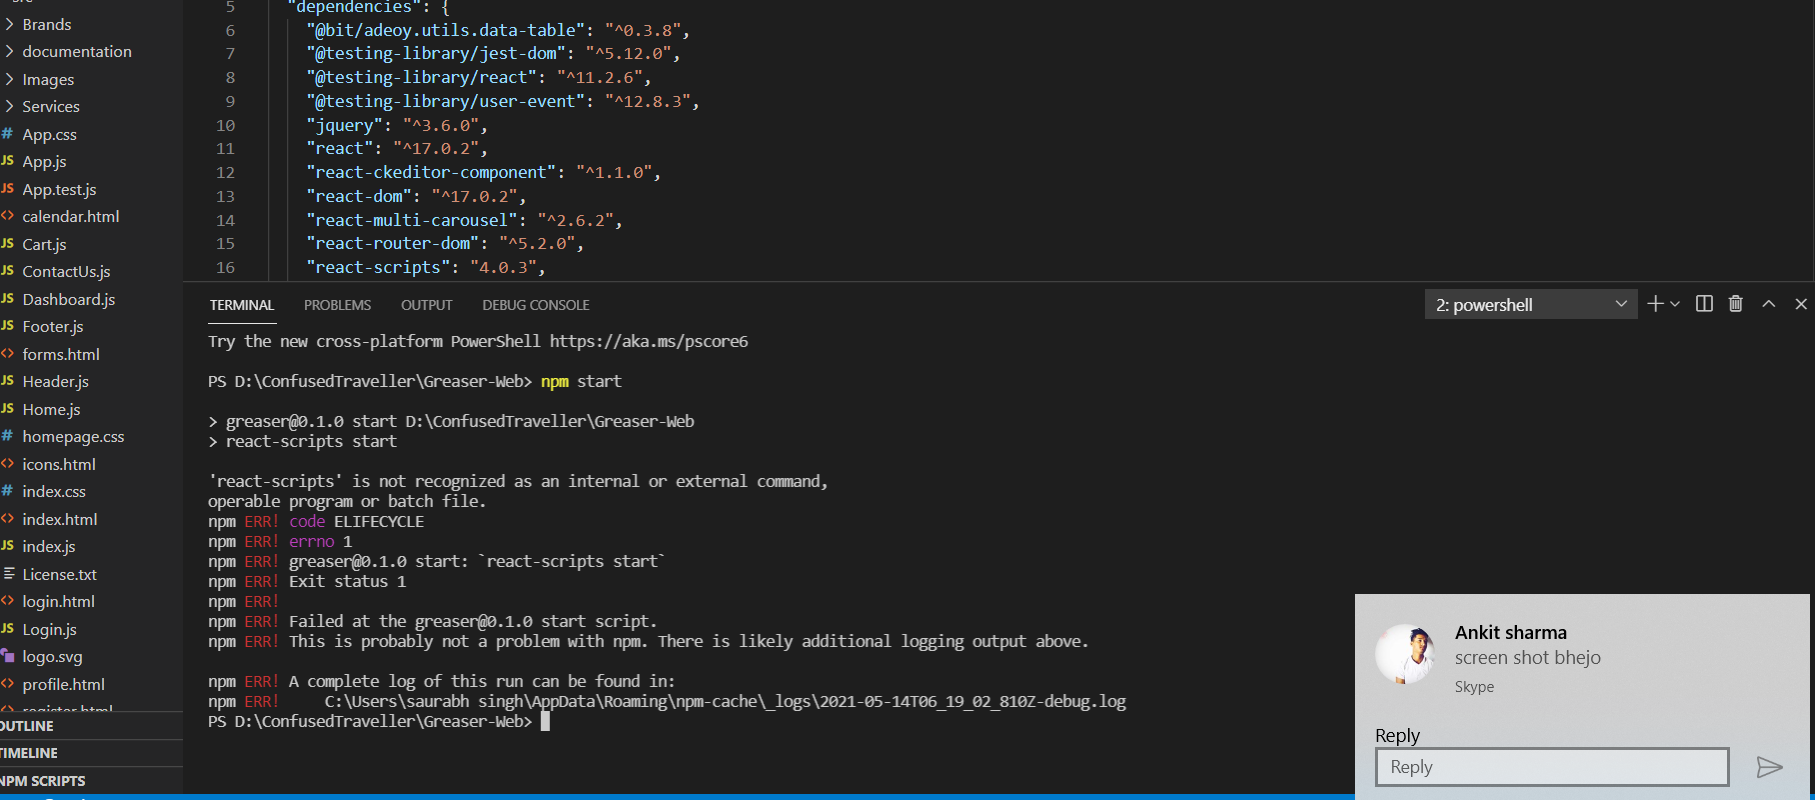 Brands
documentation
Images
Services
# App.css
JS App.js
JS App.test.js
<> calendar.html
JS Cart.js
JS ContactUs.js
JS Dashboard.js
JS Footer.js
<> forms.html
JS Header.js
JS Home.js
# homepage.css
<> icons.html
# index.css
<> index.html
JS index.js
License.txt
<> login.html
JS Login.js
logo.svg
<> profile.html
<> register.html
OUTLINE
TIMELINE
NPM SCRIPTS
5 "dependencies": {
6 "@bit/adeoy.utils.data-table": "^0.3.8",
7 "@testing-library/jest-dom": "^5.12.0",
8 "@testing-library/react": "^11.2.6",
9 "@testing-library/user-event": "^12.8.3",
10 "jquery": "^3.6.0",
11 "react": "^17.0.2",
12 "react-ckeditor-component": "^1.1.0",
13 "react-dom": "^17.0.2",
14 "react-multi-carousel": "^2.6.2",
15 "react-router-dom": "^5.2.0",
16 "react-scripts": "4.0.3",
TERMINAL PROBLEMS OUTPUT DEBUG CONSOLE 2: powershell
Try the new cross-platform PowerShell https://aka.ms/pscore6
PS D:\ConfusedTraveller\Greaser-Web> npm start
> greaser@0.1.0 start D:\ConfusedTraveller\Greaser-Web
> react-scripts start
'react-scripts' is not recognized as an internal or external command,
operable program or batch file.
npm ERR! code ELIFECYCLE
npm ERR! errno 1
npm ERR! greaser@0.1.0 start: `react-scripts start`
npm ERR! Exit status 1
npm ERR!
npm ERR! Failed at the greaser@0.1.0 start script.
npm ERR! This is probably not a problem with npm. There is likely additional logging output above.
npm ERR! A complete log of this run can be found in:
npm ERR! C:\Users\saurabh singh\AppData\Roaming\npm-cache\_logs\2021-05-14T06_19_02_810Z-debug.log
PS D:\ConfusedTraveller\Greaser-Web>
Ankit sharma
screen shot bhejo
Skype
Reply
Reply